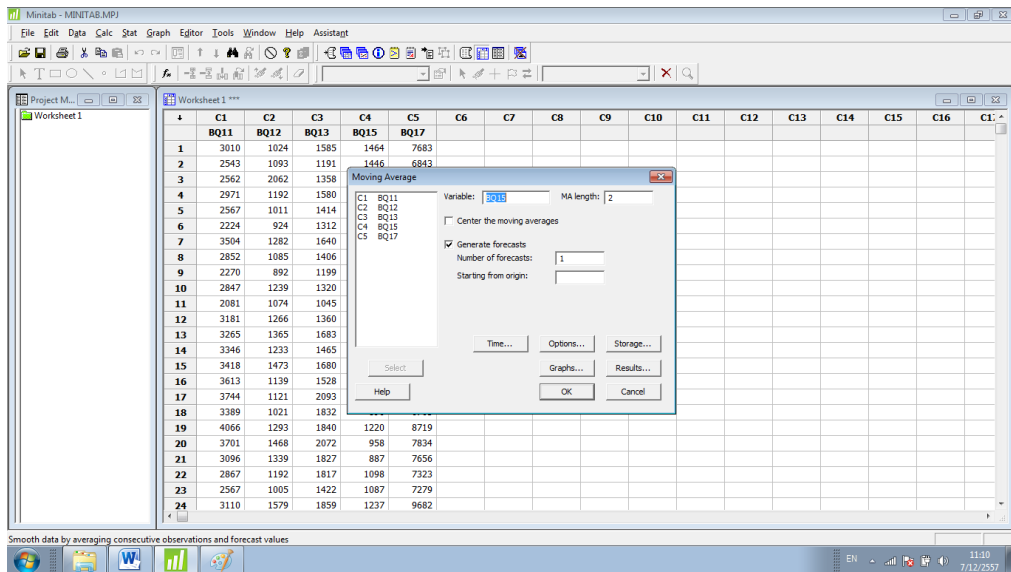 Minitab - MINITAB.MPJ
File Edit Data Calc Stat Graph Editor Tools Window Help Assistant
Project M...
Worksheet 1
Worksheet 1 ***
C1 C2 C3 C4 C5 C6 C7 C8 C9 C10 C11 C12 C13 C14 C15 C16
BQ11 BQ12 BQ13 BQ15 BQ17
1 3010 1024 1585 1464 7683
2 2543 1093 1191 1446 6843
3 2562 2062 1358
4 2971 1192 1580
5 2567 1011 1414
6 2224 924 1312
7 3504 1282 1640
8 2852 1085 1406
9 2270 892 1199
10 2847 1239 1320
11 2081 1074 1045
12 3181 1266 1360
13 3265 1365 1683
14 3346 1233 1465
15 3418 1473 1680
16 3613 1139 1528
17 3744 1121 2093
18 3389 1021 1832
19 4066 1293 1840 1220 8719
20 3701 1468 2072 958 7834
21 3096 1339 1827 887 7656
22 2867 1192 1817 1098 7323
23 2567 1005 1422 1087 7279
24 3110 1579 1859 1237 9682
Moving Average
C1 BQ11
C2 BQ12
C3 BQ13
C4 BQ15
C5 BQ17
Variable: BQ15 MA length: 2
Center the moving averages
Generate forecasts
Number of forecasts: 1
Starting from origin:
Time... Options... Storage...
Select Graphs... Results...
Help OK Cancel
Smooth data by averaging consecutive observations and forecast values
EN
11:10
7/12/2557